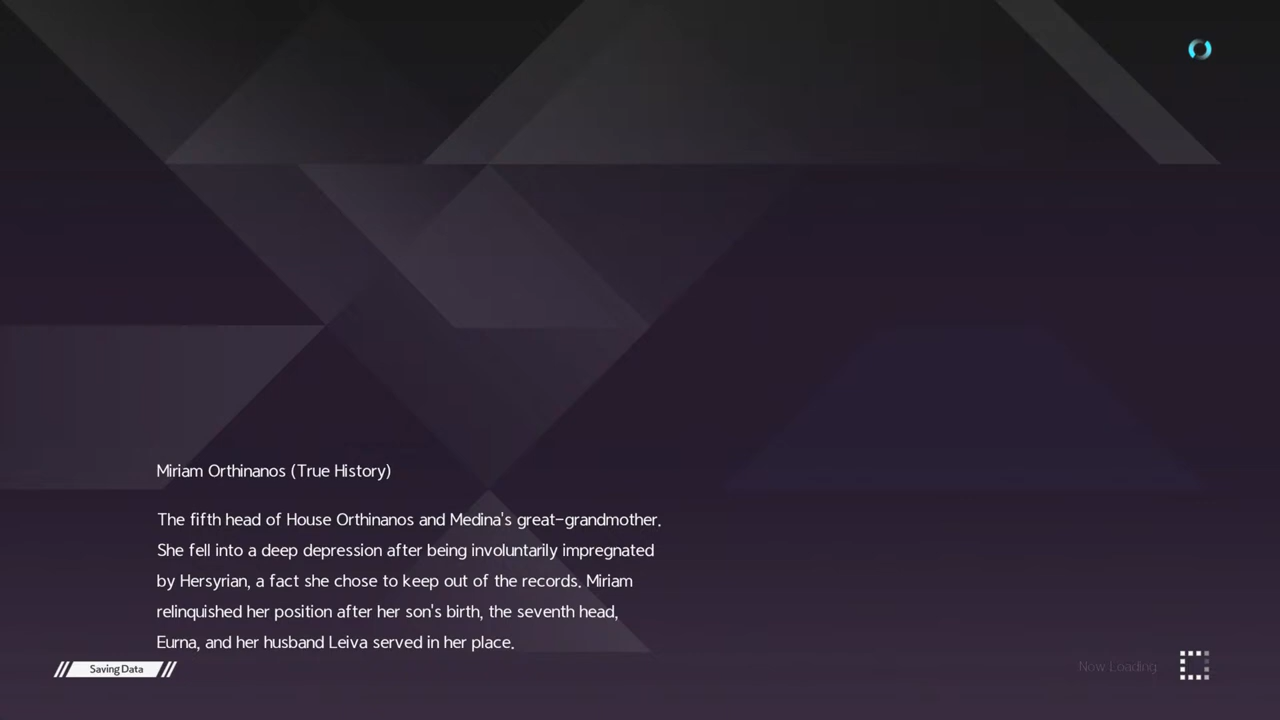 Miriam Orthinanos (True History)
The fifth head of House Orthinanos and Medina's great-grandmother.
She fell into a deep depression after being involuntarily impregnated
by Hersyrian, a fact she chose to keep out of the records. Miriam
relinquished her position after her son's birth, the seventh head,
Eurna, and her husband Leiva served in her place.
Saving Data
Now Loading